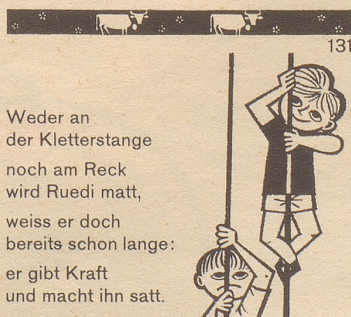 131
Weder an
der Kletterstange
noch am Reck
wird Ruedi matt,
weiss er doch
bereits schon lange:
er gibt Kraft
und macht ihn satt.